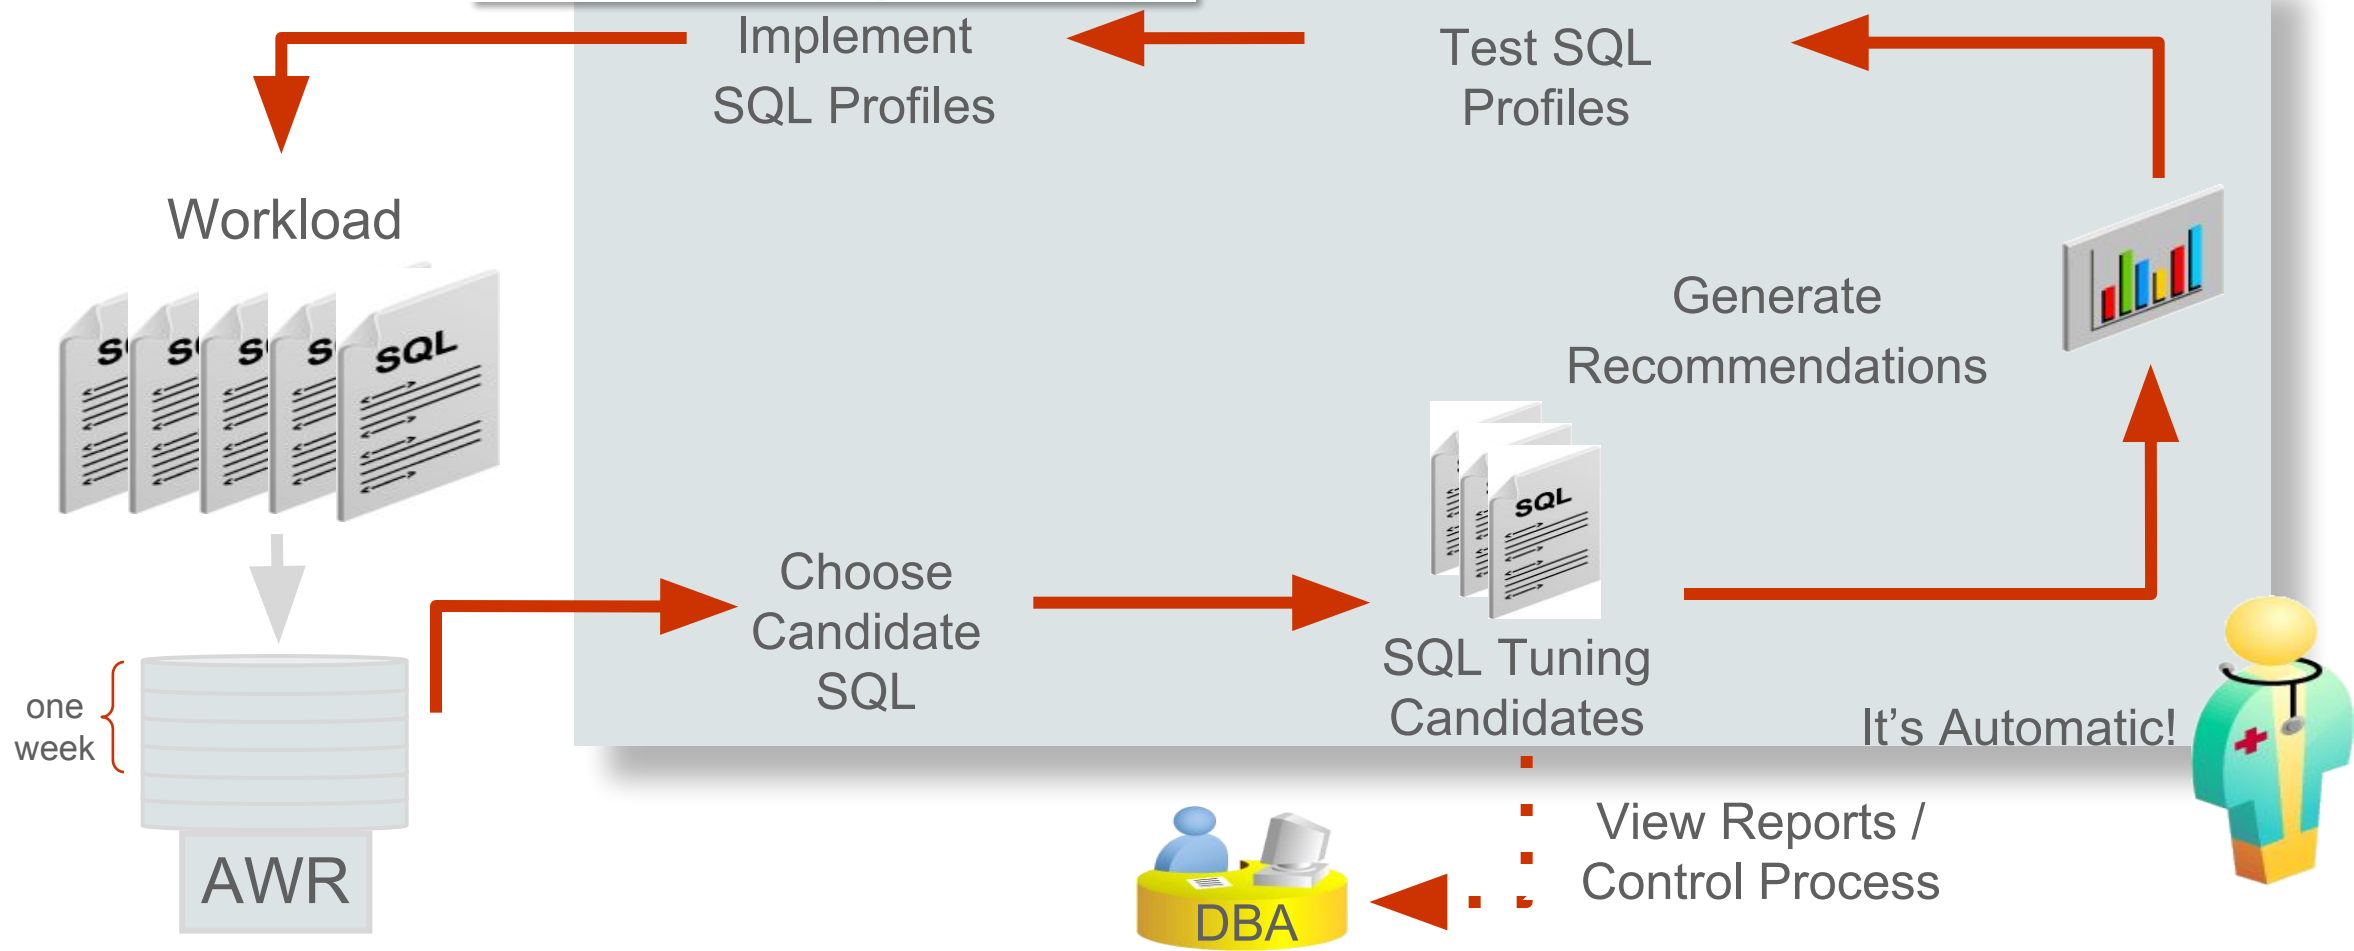 Implement
SQL Profiles
Test SQL
Profiles
Workload
S
S
S
S
SQL
Generate
Recommendations
SQL
Choose
Candidate
SQL
SQL Tuning
Candidates
one
week
It's Automatic!
AWR
View Reports /
Control Process
DBA